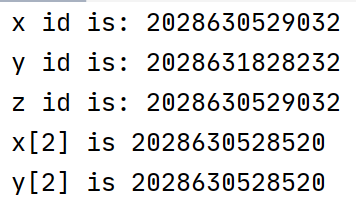 x id is: 2028630529032
y id is: 2028631828232
z id is: 2028630529032
x[2] is 2028630528520
y[2] is 2028630528520